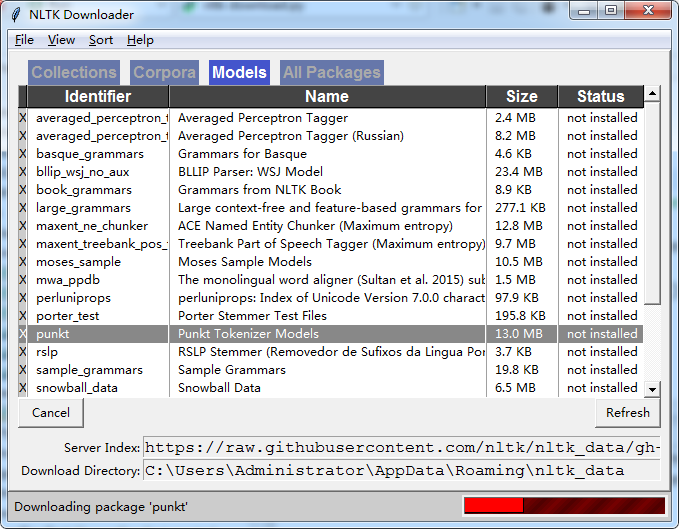 NLTK Downloader
File View Sort Help
Collections Corpora Models All Packages
Identifier Name Size Status
X averaged_perceptron_t Averaged Perceptron Tagger 2.4 MB not installed
X averaged_perceptron_t Averaged Perceptron Tagger (Russian) 8.2 MB not installed
X basque_grammars Grammars for Basque 4.6 KB not installed
X bllip_wsj_no_aux BLLIP Parser: WSJ Model 23.4 MB not installed
X book_grammars Grammars from NLTK Book 8.9 KB not installed
X large_grammars Large context-free and feature-based grammars for 277.1 KB not installed
X maxent_ne_chunker ACE Named Entity Chunker (Maximum entropy) 12.8 MB not installed
X maxent_treebank_pos_t Treebank Part of Speech Tagger (Maximum entropy) 9.7 MB not installed
X moses_sample Moses Sample Models 10.5 MB not installed
X mwa_ppdb The monolingual word aligner (Sultan et al. 2015) sub 1.5 MB not installed
X perluniprops perluniprops: Index of Unicode Version 7.0.0 charact 97.9 KB not installed
X porter_test Porter Stemmer Test Files 195.8 KB not installed
X punkt Punkt Tokenizer Models 13.0 MB not installed
X rslp RSLP Stemmer (Removedor de Sufixos da Lingua Por 3.7 KB not installed
X sample_grammars Sample Grammars 19.8 KB not installed
X snowball_data Snowball Data 6.5 MB not installed
Cancel Refresh
Server Index: https://raw.githubusercontent.com/nltk/nltk_data/gh-
Download Directory: C:\Users\Administrator\AppData\Roaming\nltk_data
Downloading package 'punkt'